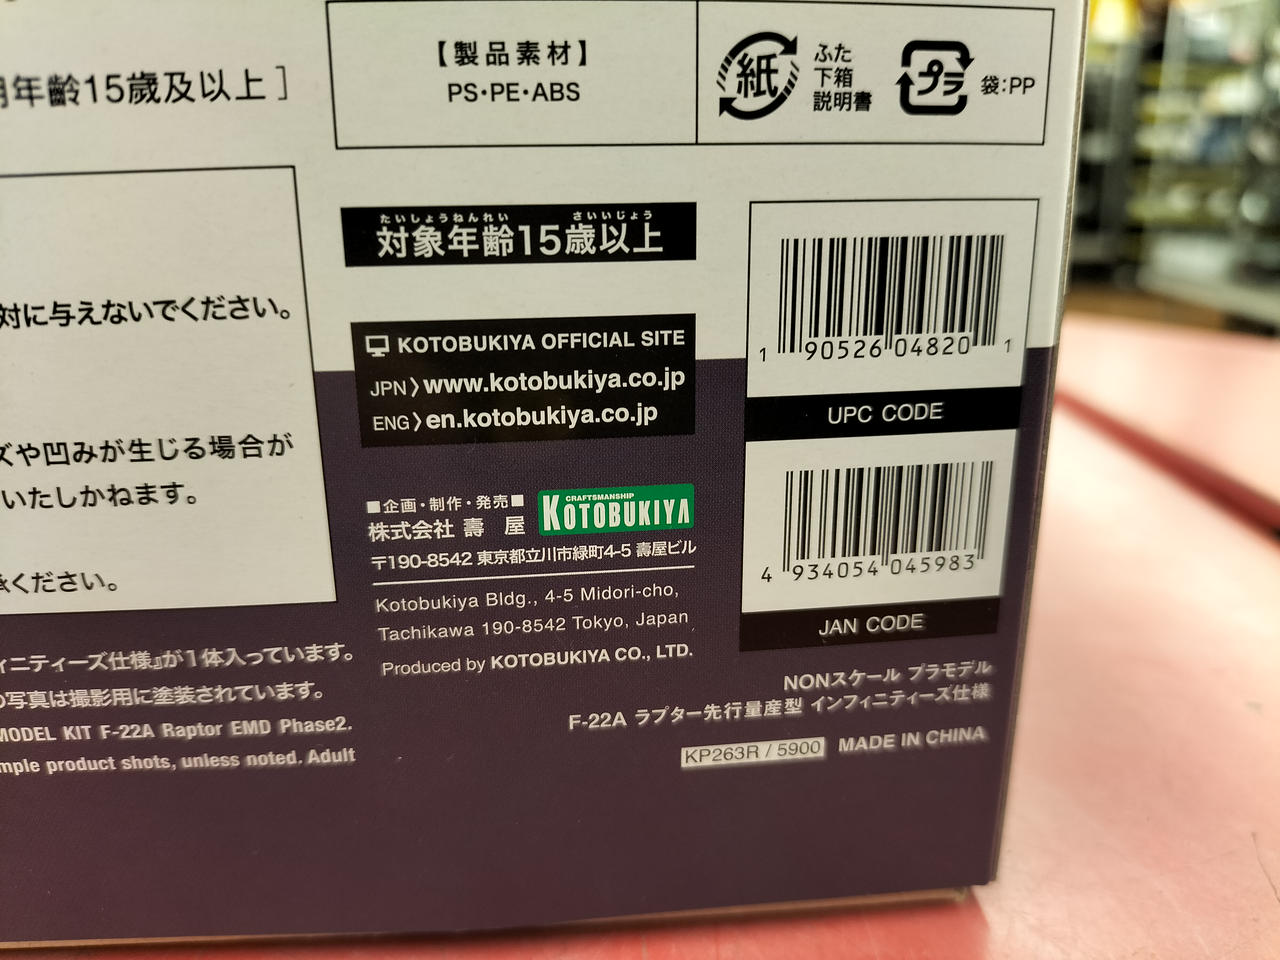 年齢15歳及以上］
【製品素材】
PS・PE・ABS
紙
ふた
下箱
説明書
プラ
袋：PP
たいしょうねんれい さいいじょう
対象年齢15歳以上
対に与えないでください。
ズや凹みが生じる場合が
いたしかねます。
ください。
KOTOBUKIYA OFFICIAL SITE
JPN〉www.kotobukiya.co.jp
ENG〉en.kotobukiya.co.jp
■企画・制作・発売■
株式会社 壽 屋
CRAFTSMANSHIP
KOTOBUKIYA
〒190-8542 東京都立川市緑町4-5 壽屋ビル
Kotobukiya Bldg., 4-5 Midori-cho,
Tachikawa 190-8542 Tokyo, Japan
Produced by KOTOBUKIYA CO., LTD.
1 90526 04820 1
UPC CODE
4 934054 045983
JAN CODE
ィニティーズ仕様』が1体入っています。
の写真は撮影用に塗装されています。
MODEL KIT F-22A Raptor EMD Phase2.
mple product shots, unless noted. Adult
NONスケール プラモデル
F-22A ラプター先行量産型 インフィニティーズ仕様
KP263R / 5900 MADE IN CHINA